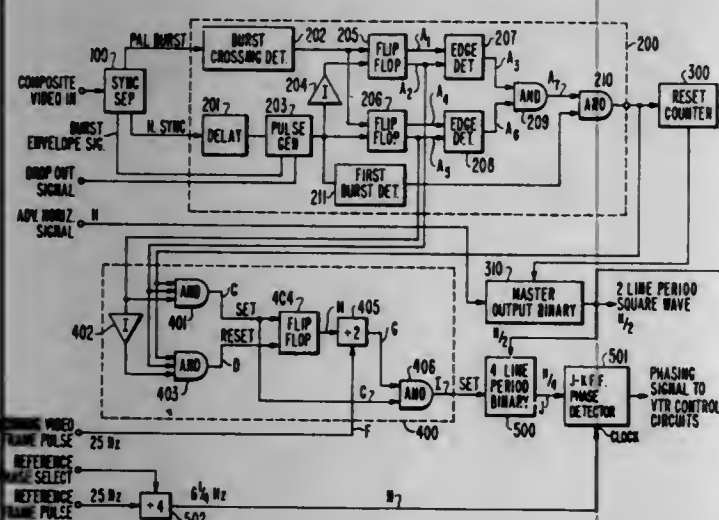 PAL BURST
100
SYNC SEP
COMPOSITE VIDEO IN
BURST ENVELOPE SIG.
H. SYNC
DROP OUT SIGNAL
ADV. HORIZ. SIGNAL
H
202
BURST CROSSING DET.
201
DELAY
203
PULSE GEN
204
I
205
FLIP FLOP
A1
A2
206
FLIP FLOP
A4
A5
207
EDGE DET
A3
208
EDGE DET.
A6
AND
209
A7
210
AND
211
FIRST BURST DET.
200
300
RESET COUNTER
310
MASTER OUTPUT BINARY
2 LINE PERIOD SQUARE WAVE
H/2
402
I
AND
401
C
SET
AND
403
D
RESET
404
FLIP FLOP
405
÷2
G
AND
406
C
I
SET
400
H/2
4 LINE PERIOD BINARY
500
H/4
J
501
J-K F.F. PHASE DETECTOR
CLOCK
PHASING SIGNAL TO VTR CONTROL CIRCUITS
VIDEO FRAME PULSE
25 Hz
F
REFERENCE PHASE SELECT
REFERENCE FRAME PULSE
25 Hz
÷4
502
6¼ Hz